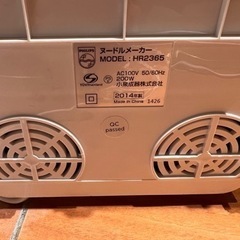 PHILIPS
ヌードルメーカー
MODEL: HR2365
AC100V 50/60Hz
200W
小泉成器株式会社
2014年製
Made in China 1426
QC
passed